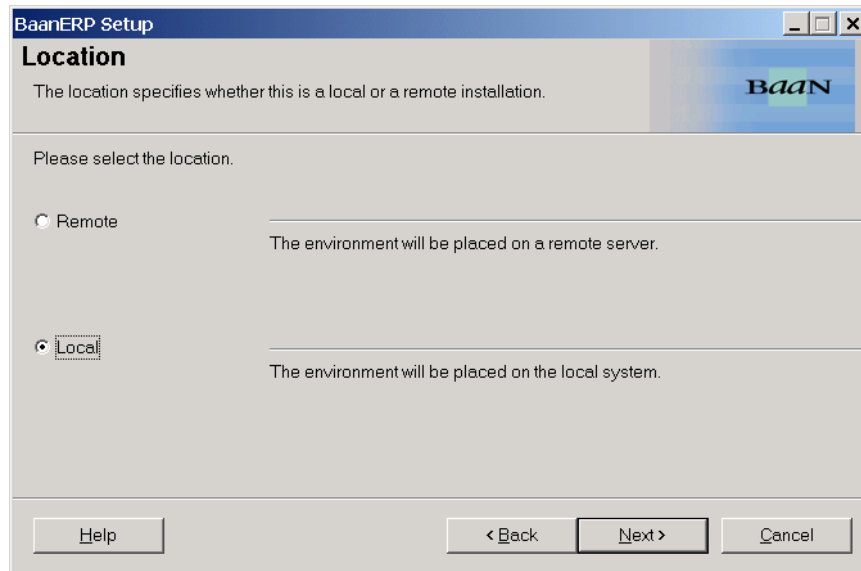 BaanERP Setup
Location
The location specifies whether this is a local or a remote installation.
BaaN
Please select the location.
Remote
The environment will be placed on a remote server.
Local
The environment will be placed on the local system.
Help
< Back
Next >
Cancel